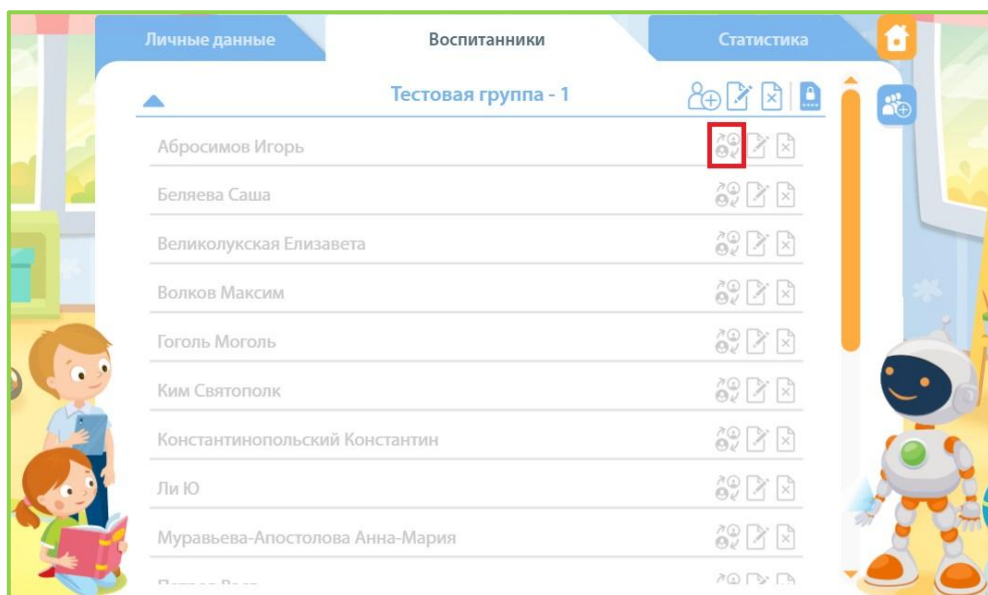 Личные данные
Воспитанники
Статистика
Тестовая группа - 1
Абросимов Игорь
Беляева Саша
Великолукская Елизавета
Волков Максим
Гоголь Моголь
Ким Святополк
Константинопольский Константин
Ли Ю
Муравьева-Апостолова Анна-Мария